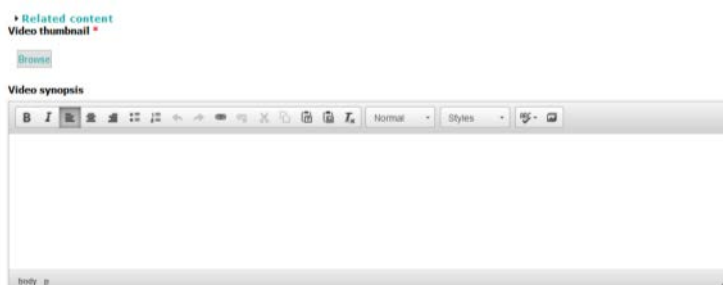 Related content
Video thumbnail *
Browse
Video synopsis
B I Normal Styles
body p